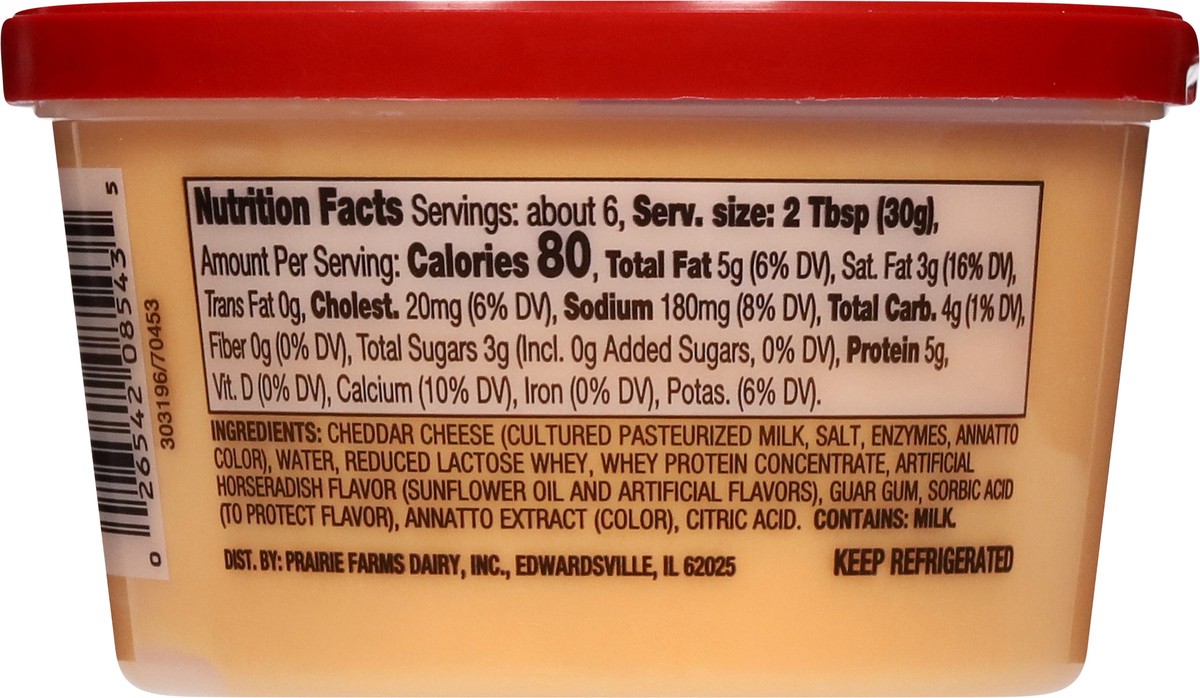 Nutrition Facts Servings: about 6, Serv. size: 2 Tbsp (30g),
Amount Per Serving: Calories 80, Total Fat 5g (6% DV), Sat. Fat 3g (16% DV),
Trans Fat 0g, Cholest. 20mg (6% DV), Sodium 180mg (8% DV), Total Carb. 4g (1% DV),
Fiber 0g (0% DV), Total Sugars 3g (Incl. 0g Added Sugars, 0% DV), Protein 5g,
Vit. D (0% DV), Calcium (10% DV), Iron (0% DV), Potas. (6% DV).
INGREDIENTS: CHEDDAR CHEESE (CULTURED PASTEURIZED MILK, SALT, ENZYMES, ANNATTO
COLOR), WATER, REDUCED LACTOSE WHEY, WHEY PROTEIN CONCENTRATE, ARTIFICIAL
HORSERADISH FLAVOR (SUNFLOWER OIL AND ARTIFICIAL FLAVORS), GUAR GUM, SORBIC ACID
(TO PROTECT FLAVOR), ANNATTO EXTRACT (COLOR), CITRIC ACID. CONTAINS: MILK.
DIST. BY: PRAIRIE FARMS DAIRY, INC., EDWARDSVILLE, IL 62025
KEEP REFRIGERATED
0 26542 08543 5
303196/70453